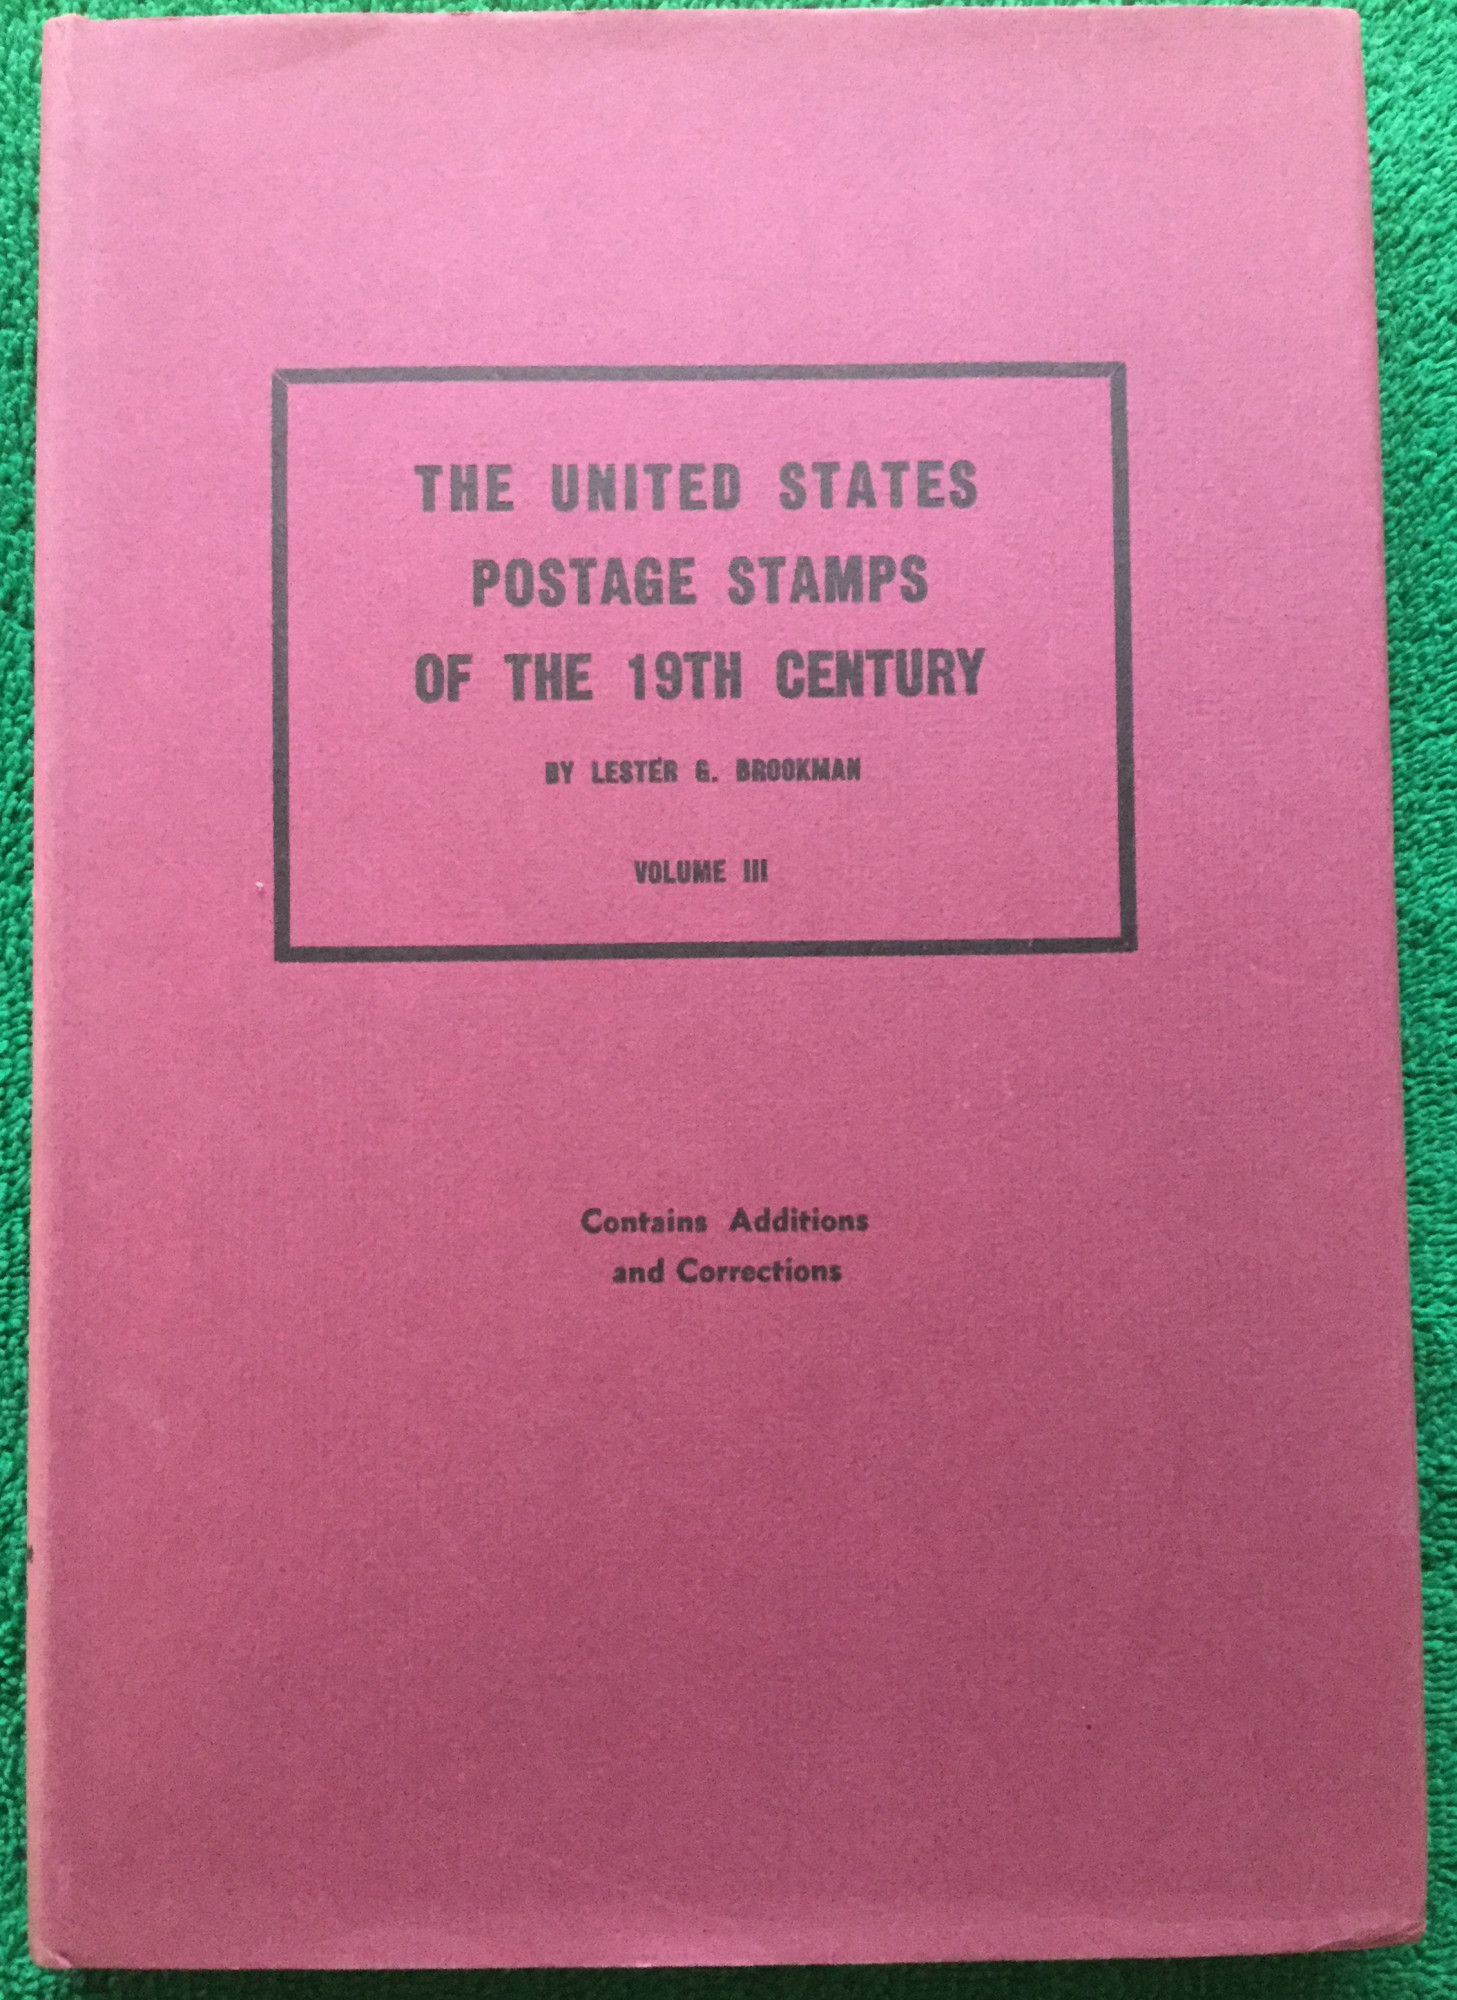 THE UNITED STATES
POSTAGE STAMPS
OF THE 19TH CENTURY
BY LESTER G. BROOKMAN
VOLUME III
Contains Additions
and Corrections